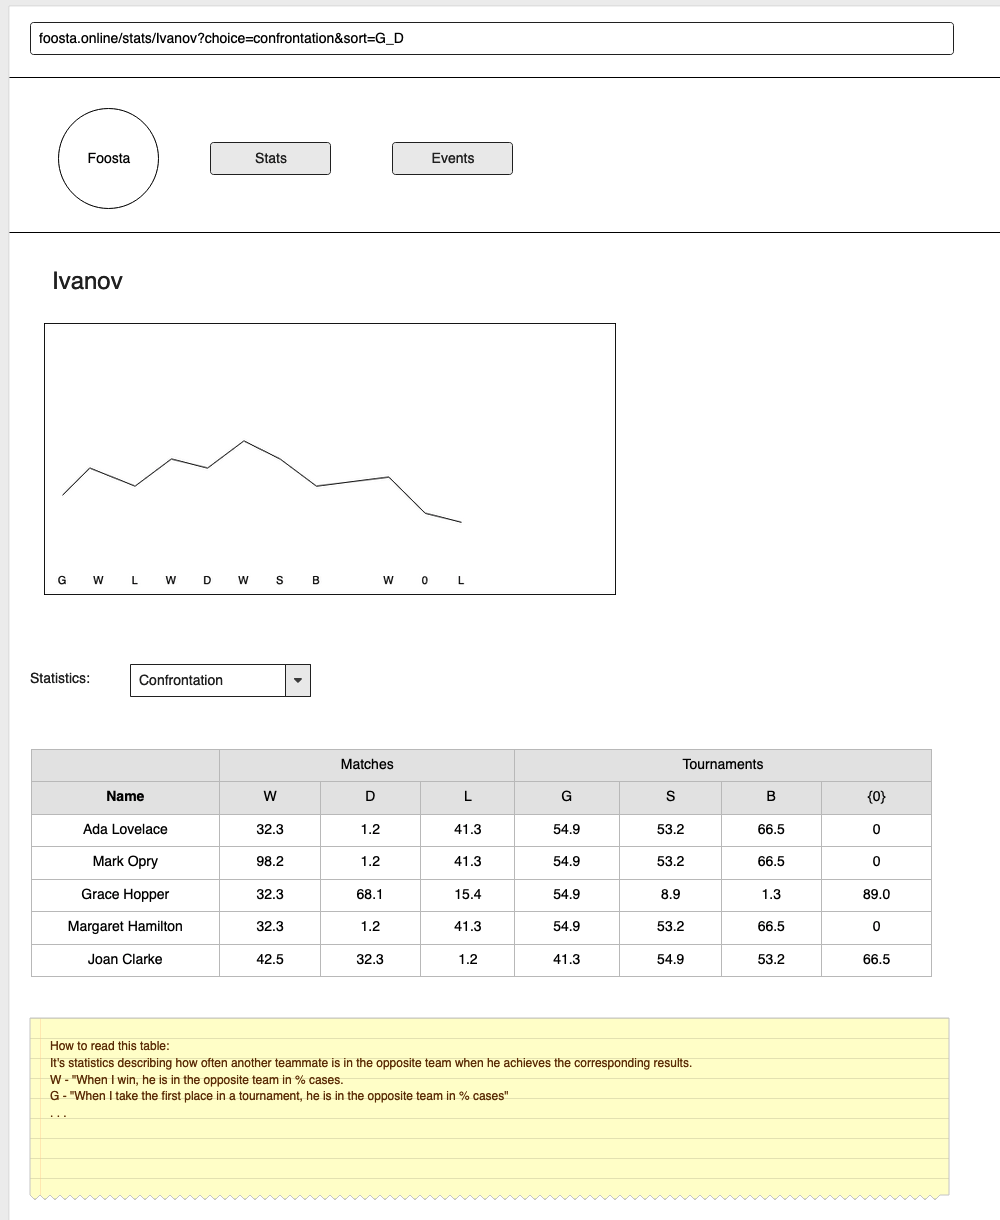 foosta.online/stats/Ivanov?choice=confrontation&sort=G_D
Foosta Stats Events
Ivanov
G W L W D W S B W 0 L
Statistics: Confrontation
Matches Tournaments
Name W D L G S B {0}
Ada Lovelace 32.3 1.2 41.3 54.9 53.2 66.5 0
Mark Opry 98.2 1.2 41.3 54.9 53.2 66.5 0
Grace Hopper 32.3 68.1 15.4 54.9 8.9 1.3 89.0
Margaret Hamilton 32.3 1.2 41.3 54.9 53.2 66.5 0
Joan Clarke 42.5 32.3 1.2 41.3 54.9 53.2 66.5
How to read this table:
It's statistics describing how often another teammate is in the opposite team when he achieves the corresponding results.
W - "When I win, he is in the opposite team in % cases.
G - "When I take the first place in a tournament, he is in the opposite team in % cases"
. . .